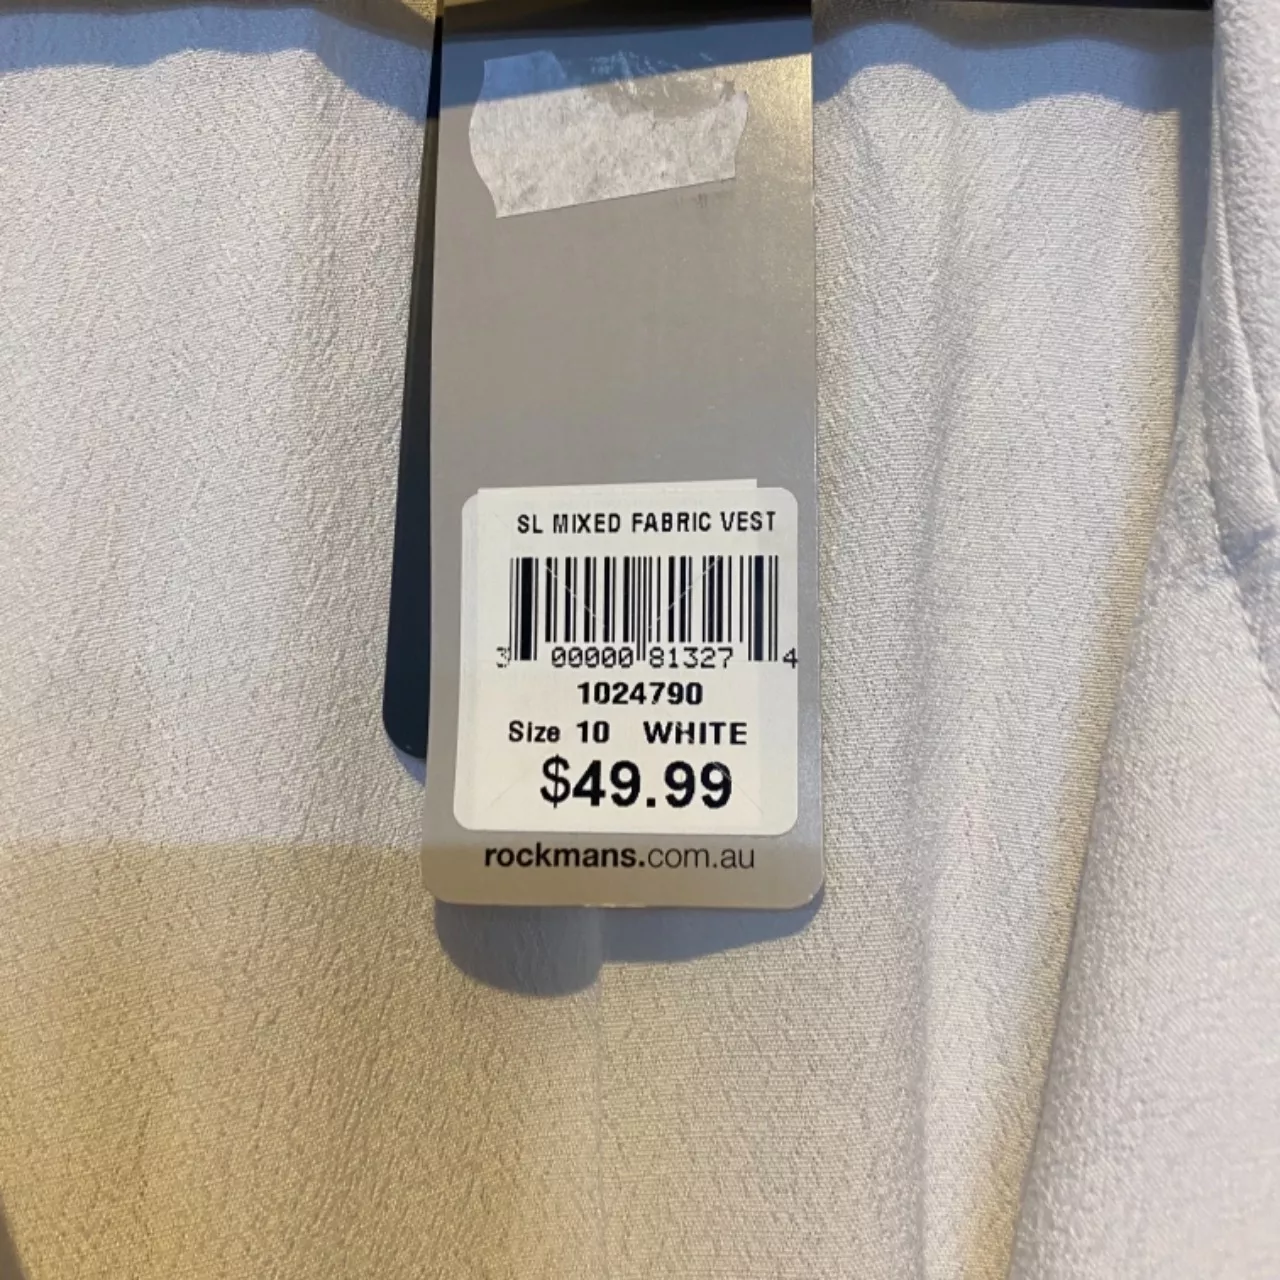 SL MIXED FABRIC VEST
3 00000 81327 4
1024790
Size 10 WHITE
$49.99
rockmans.com.au